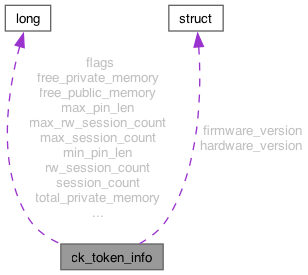 long
struct
flags
free_private_memory
free_public_memory
max_pin_len
max_rw_session_count
max_session_count
min_pin_len
rw_session_count
session_count
total_private_memory
...
firmware_version
hardware_version
ck_token_info